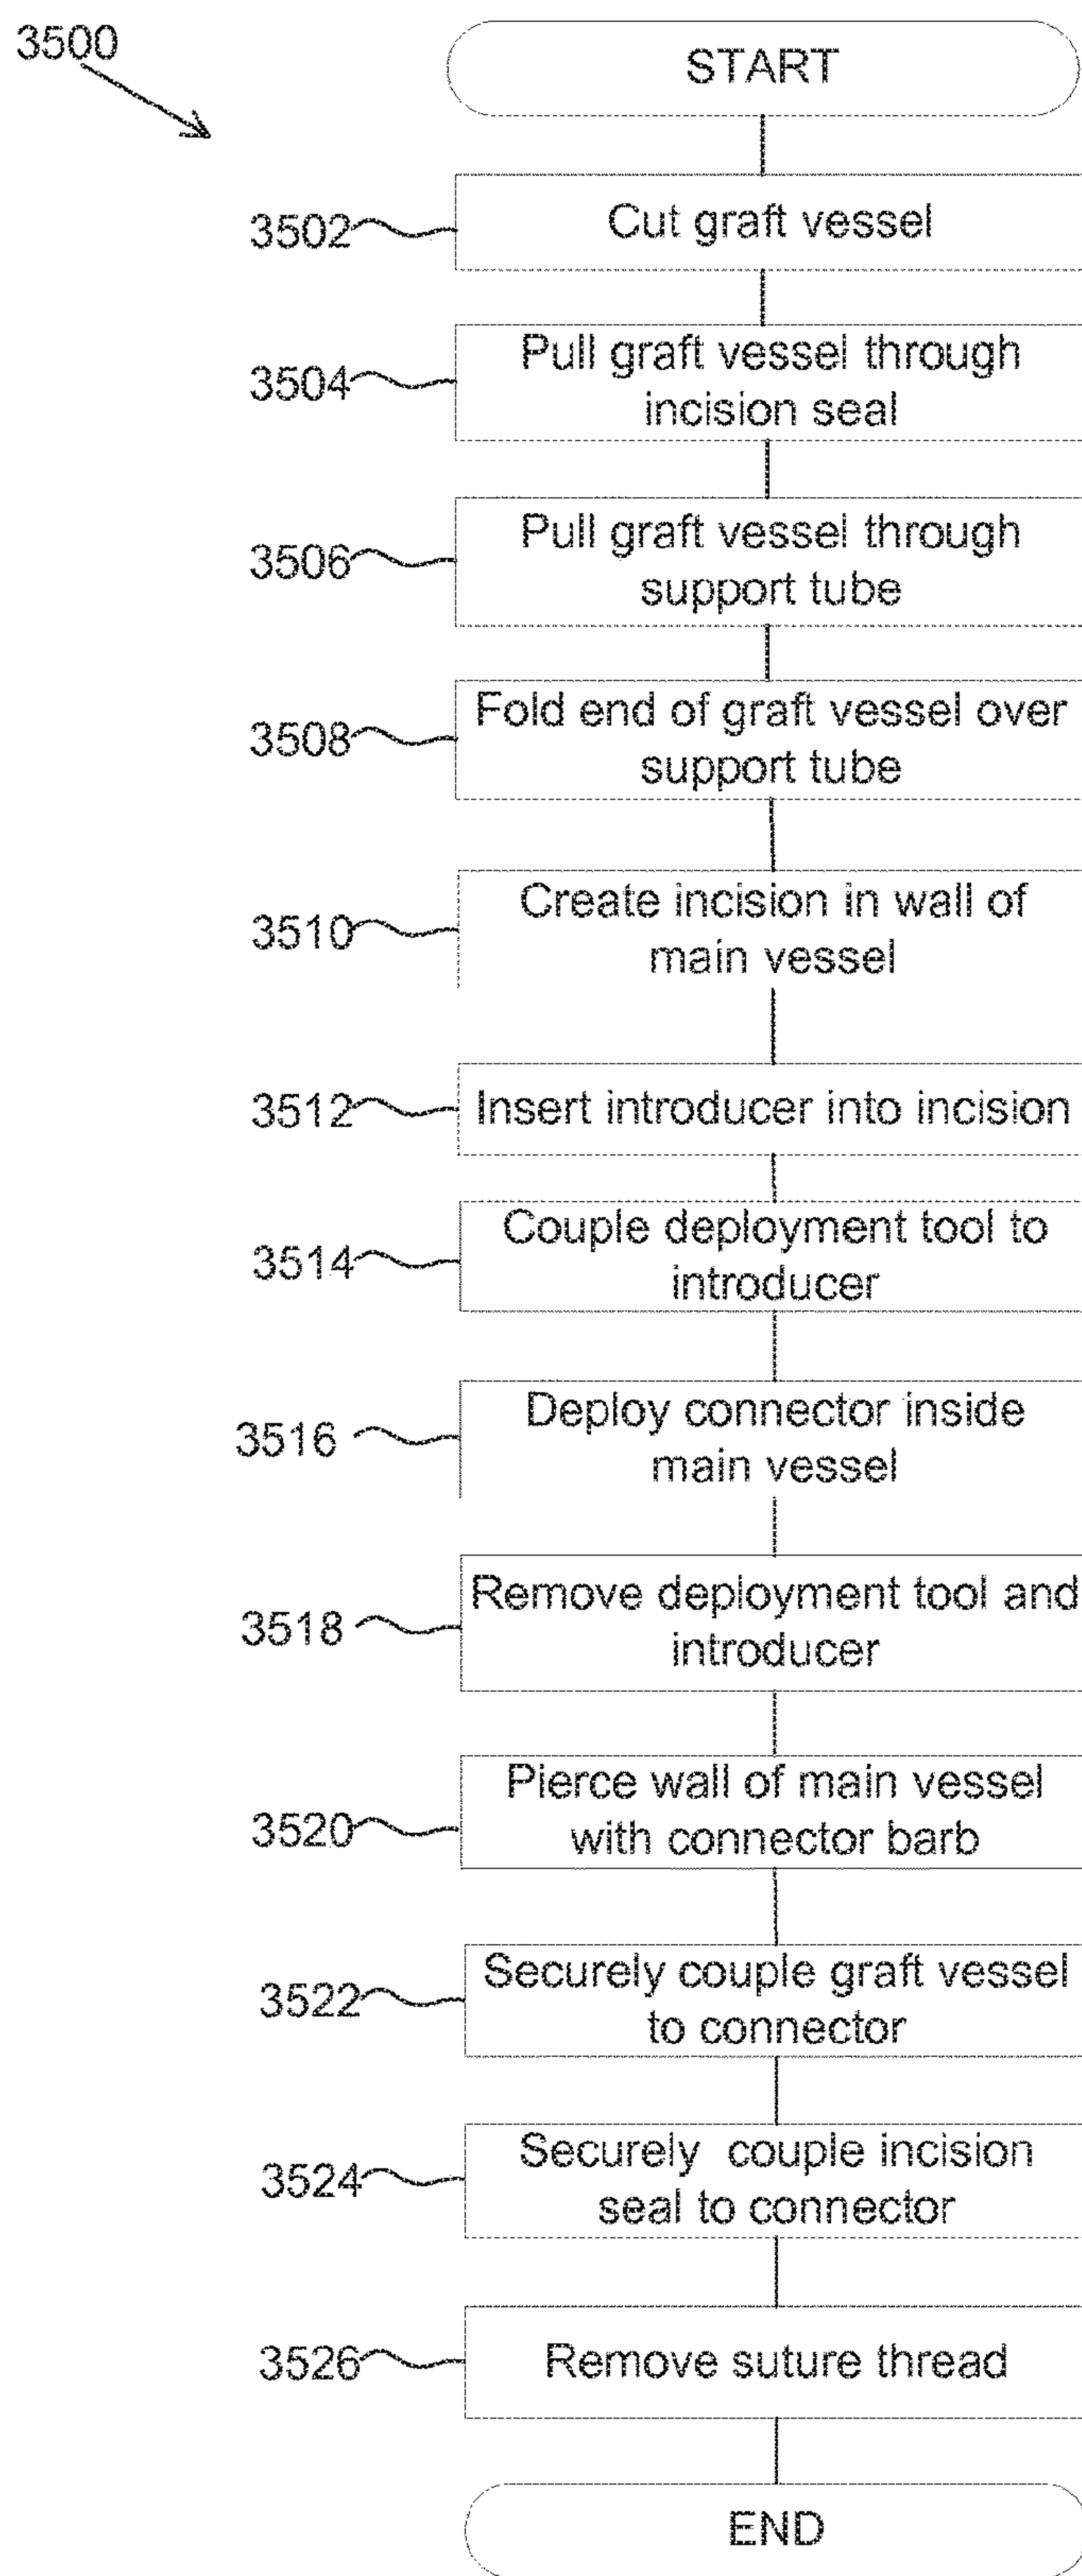 3500
START
3502
Cut graft vessel
3504
Pull graft vessel through
incision seal
3506
Pull graft vessel through
support tube
3508
Fold end of graft vessel over
support tube
3510
Create incision in wall of
main vessel
3512
Insert introducer into incision
3514
Couple deployment tool to
introducer
3516
Deploy connector inside
main vessel
3518
Remove deployment tool and
introducer
3520
Pierce wall of main vessel
with connector barb
3522
Securely couple graft vessel
to connector
3524
Securely couple incision
seal to connector
3526
Remove suture thread
END